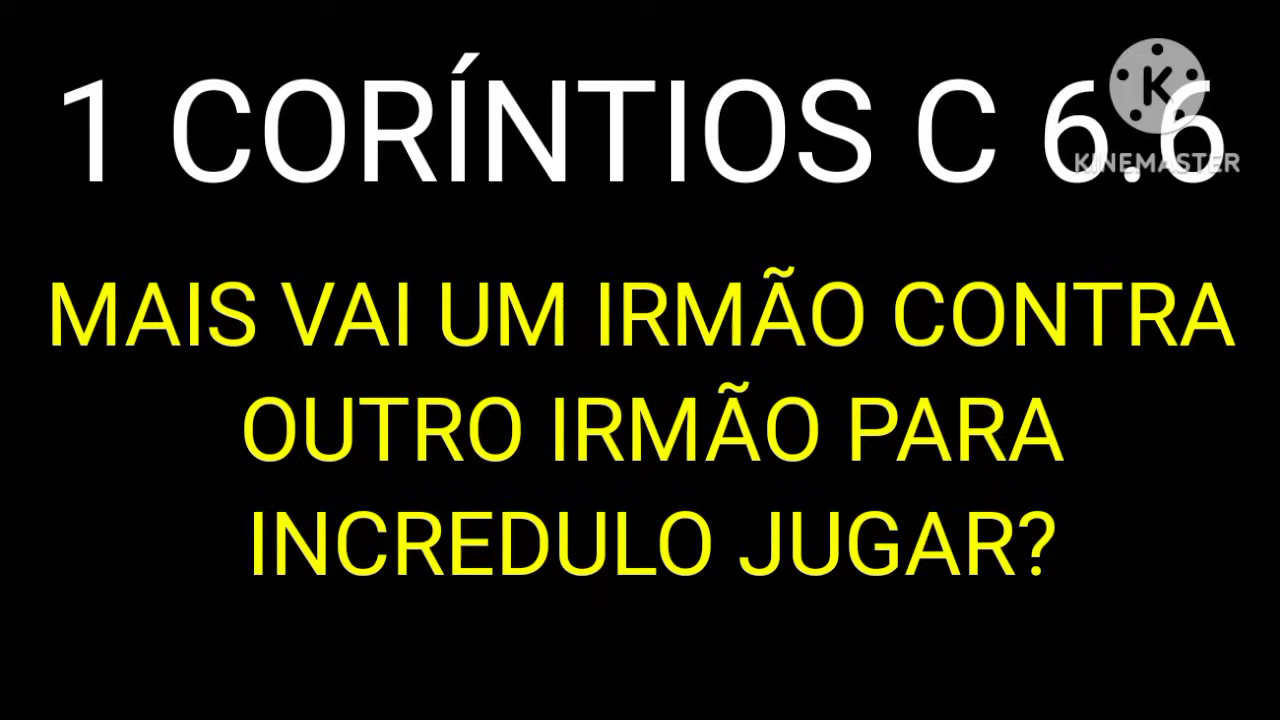 1 CORÍNTIOS C 6.6
KINEMASTER
MAIS VAI UM IRMÃO CONTRA
OUTRO IRMÃO PARA
INCREDULO JUGAR?